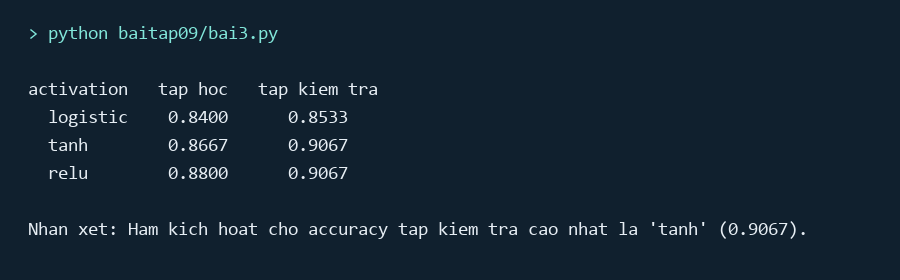 > python baitap09/bai3.py
activation   tap hoc   tap kiem tra
  logistic    0.8400      0.8533
  tanh        0.8667      0.9067
  relu        0.8800      0.9067
Nhan xet: Ham kich hoat cho accuracy tap kiem tra cao nhat la 'tanh' (0.9067).